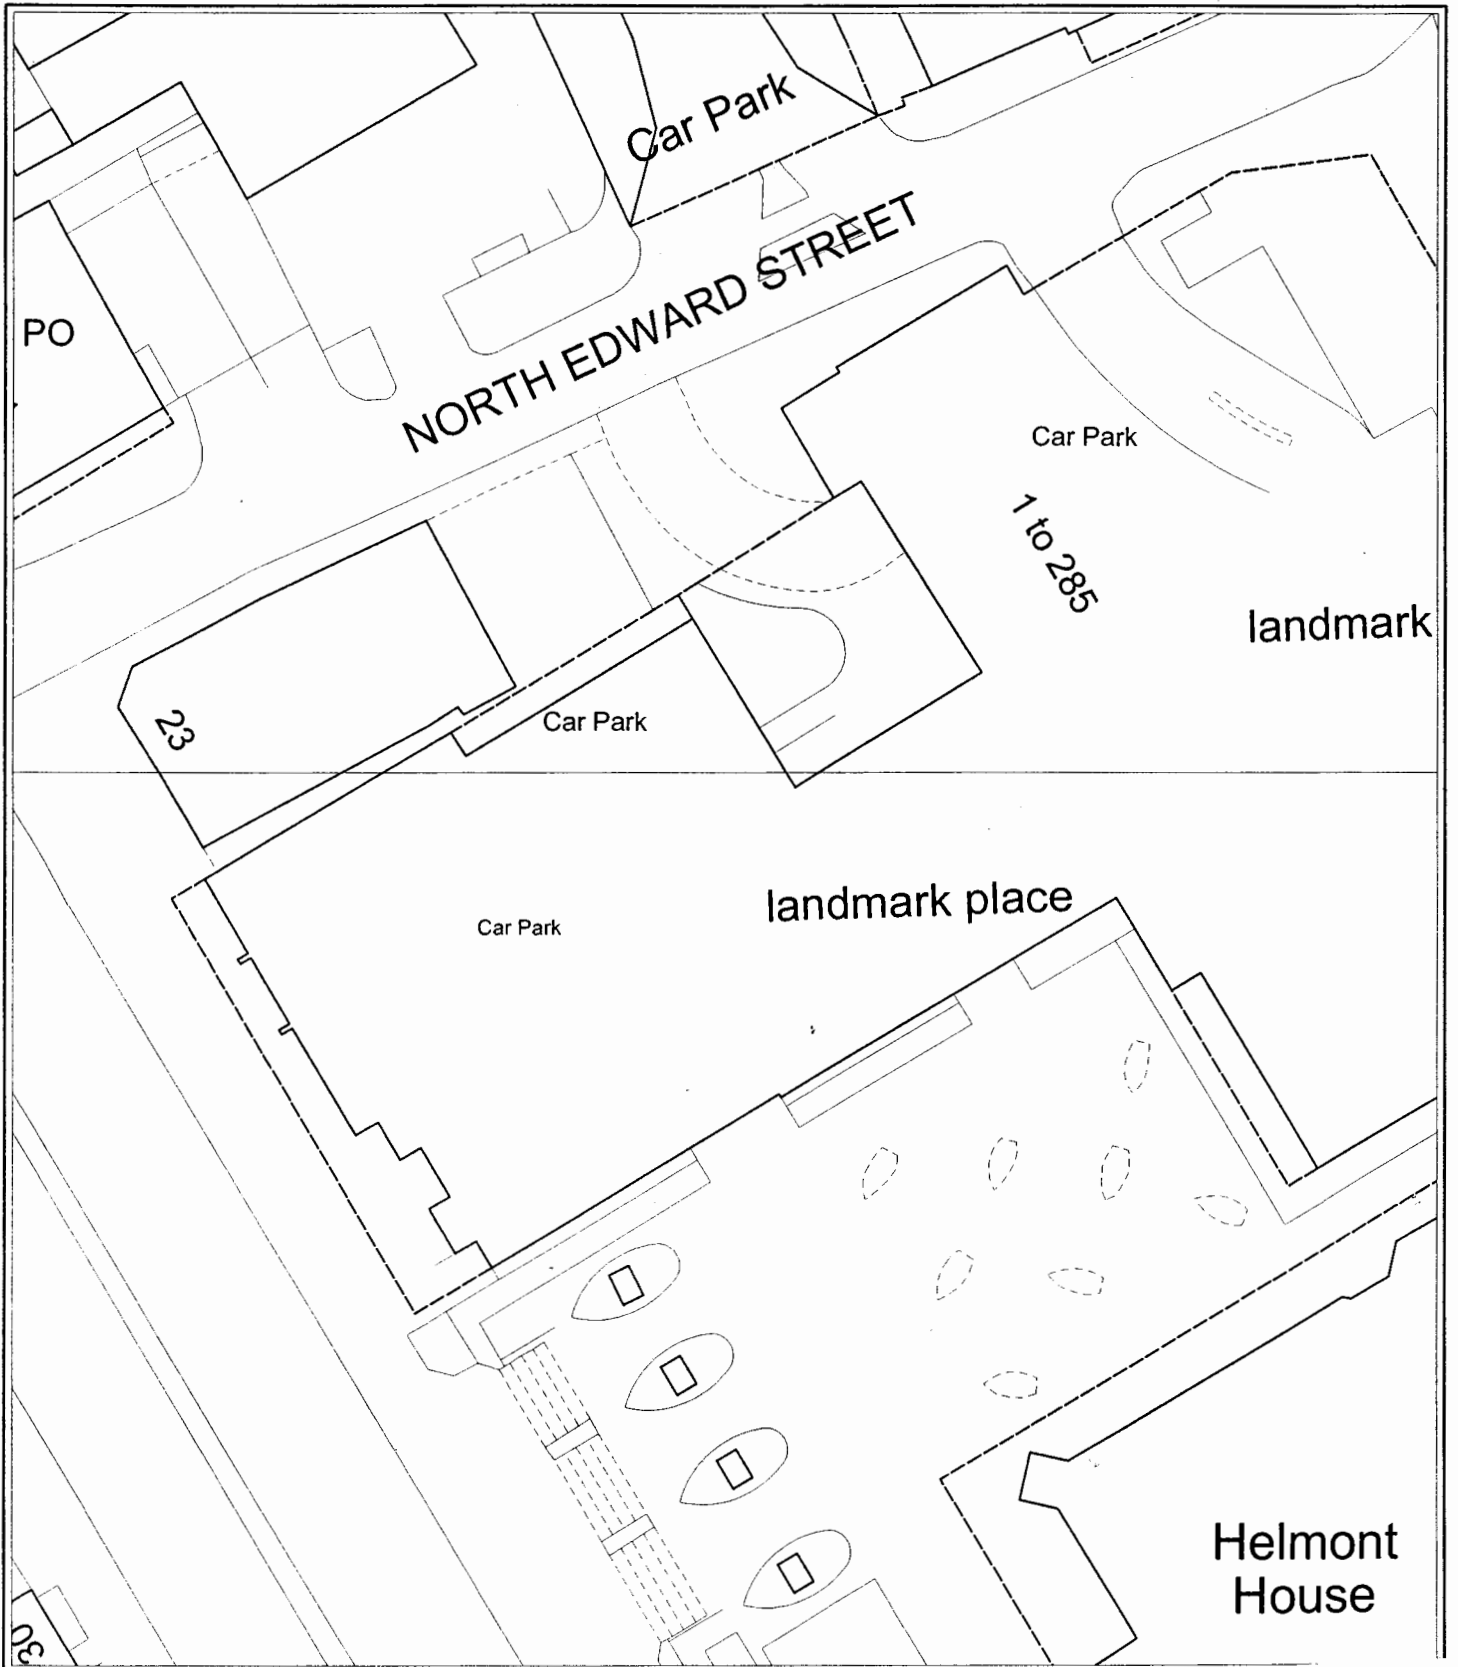 Car Park
NORTH EDWARD STREET
PO
Car Park
1 to 285
landmark
23
Car Park
landmark place
Car Park
Helmont
House
30